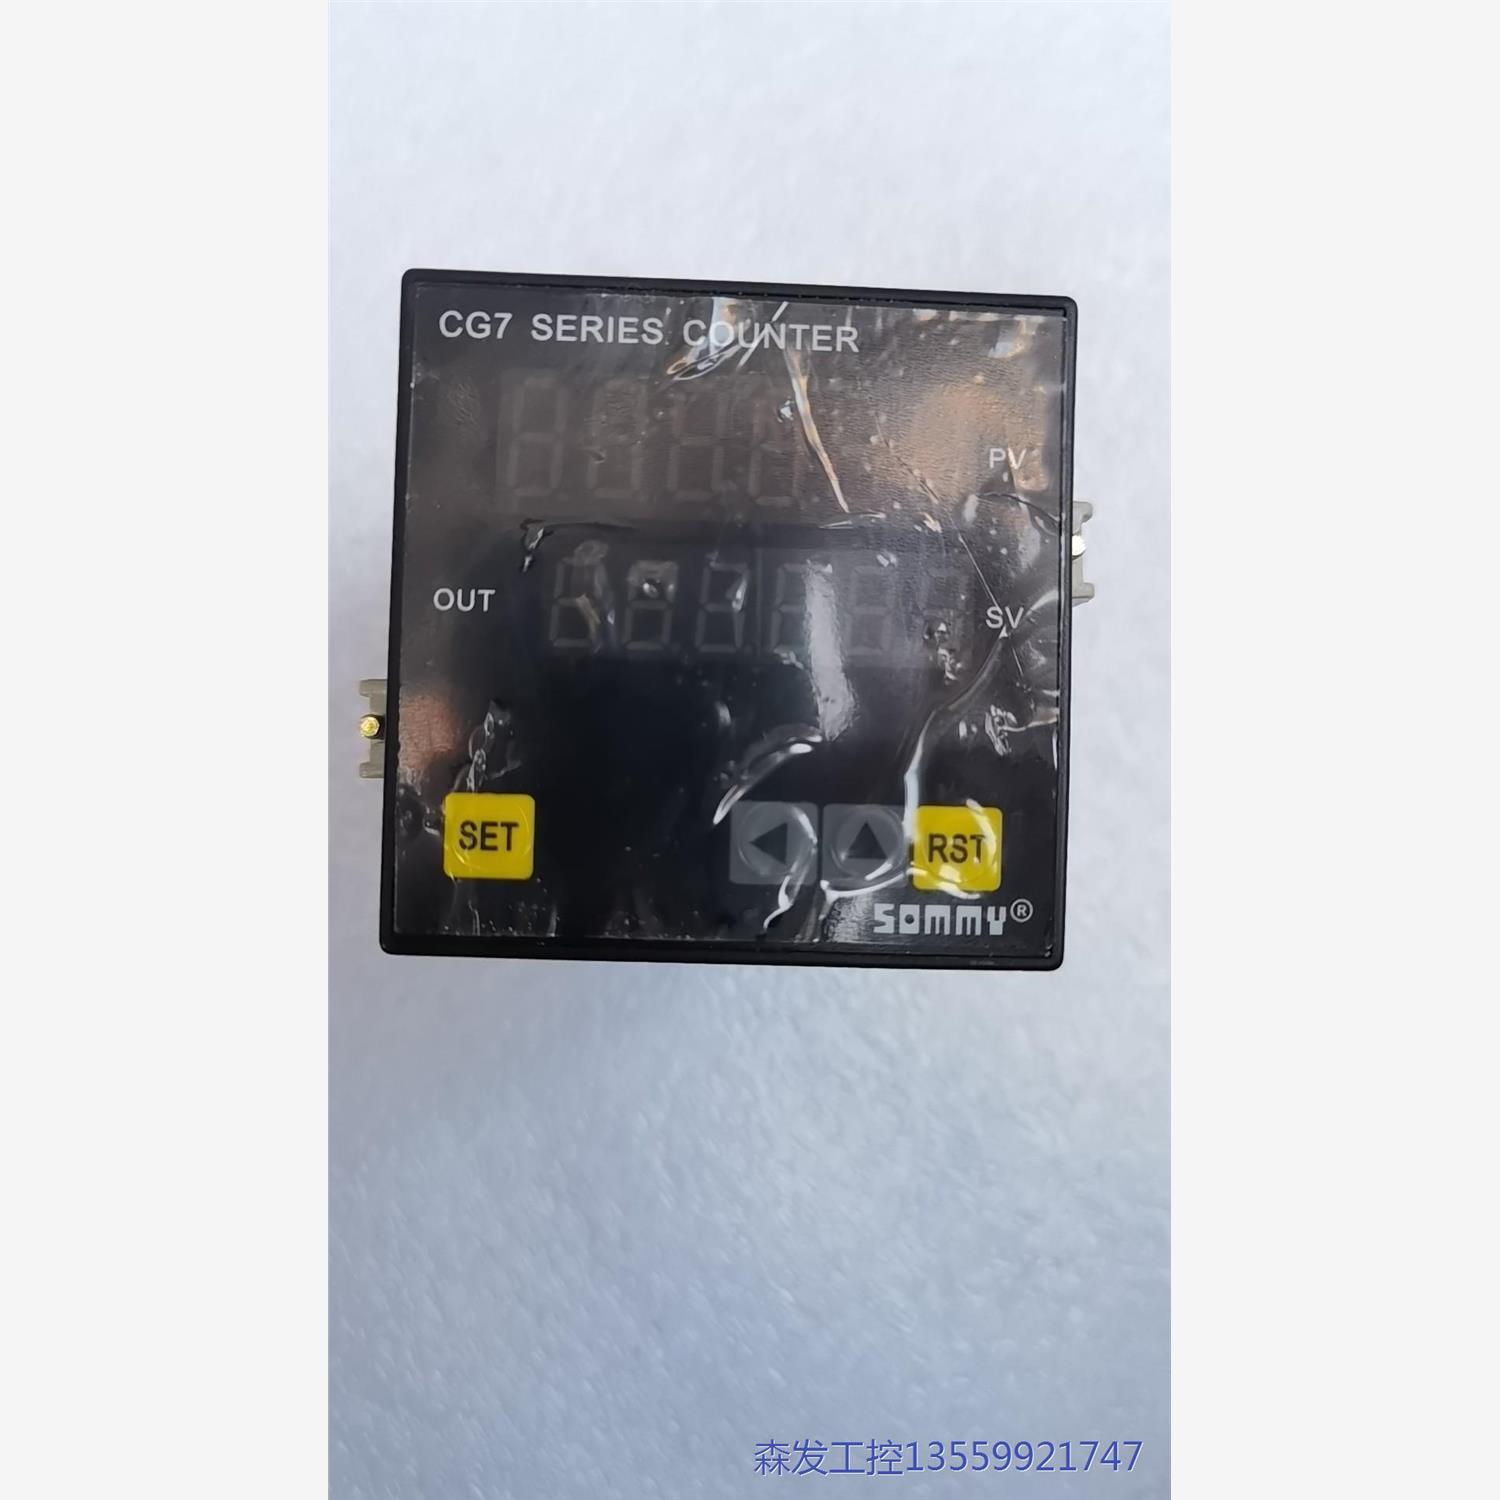 CG7 SERIES COUNTER
PV
OUT
SV
SET
RST
SOMMY®
森发工控13559921747